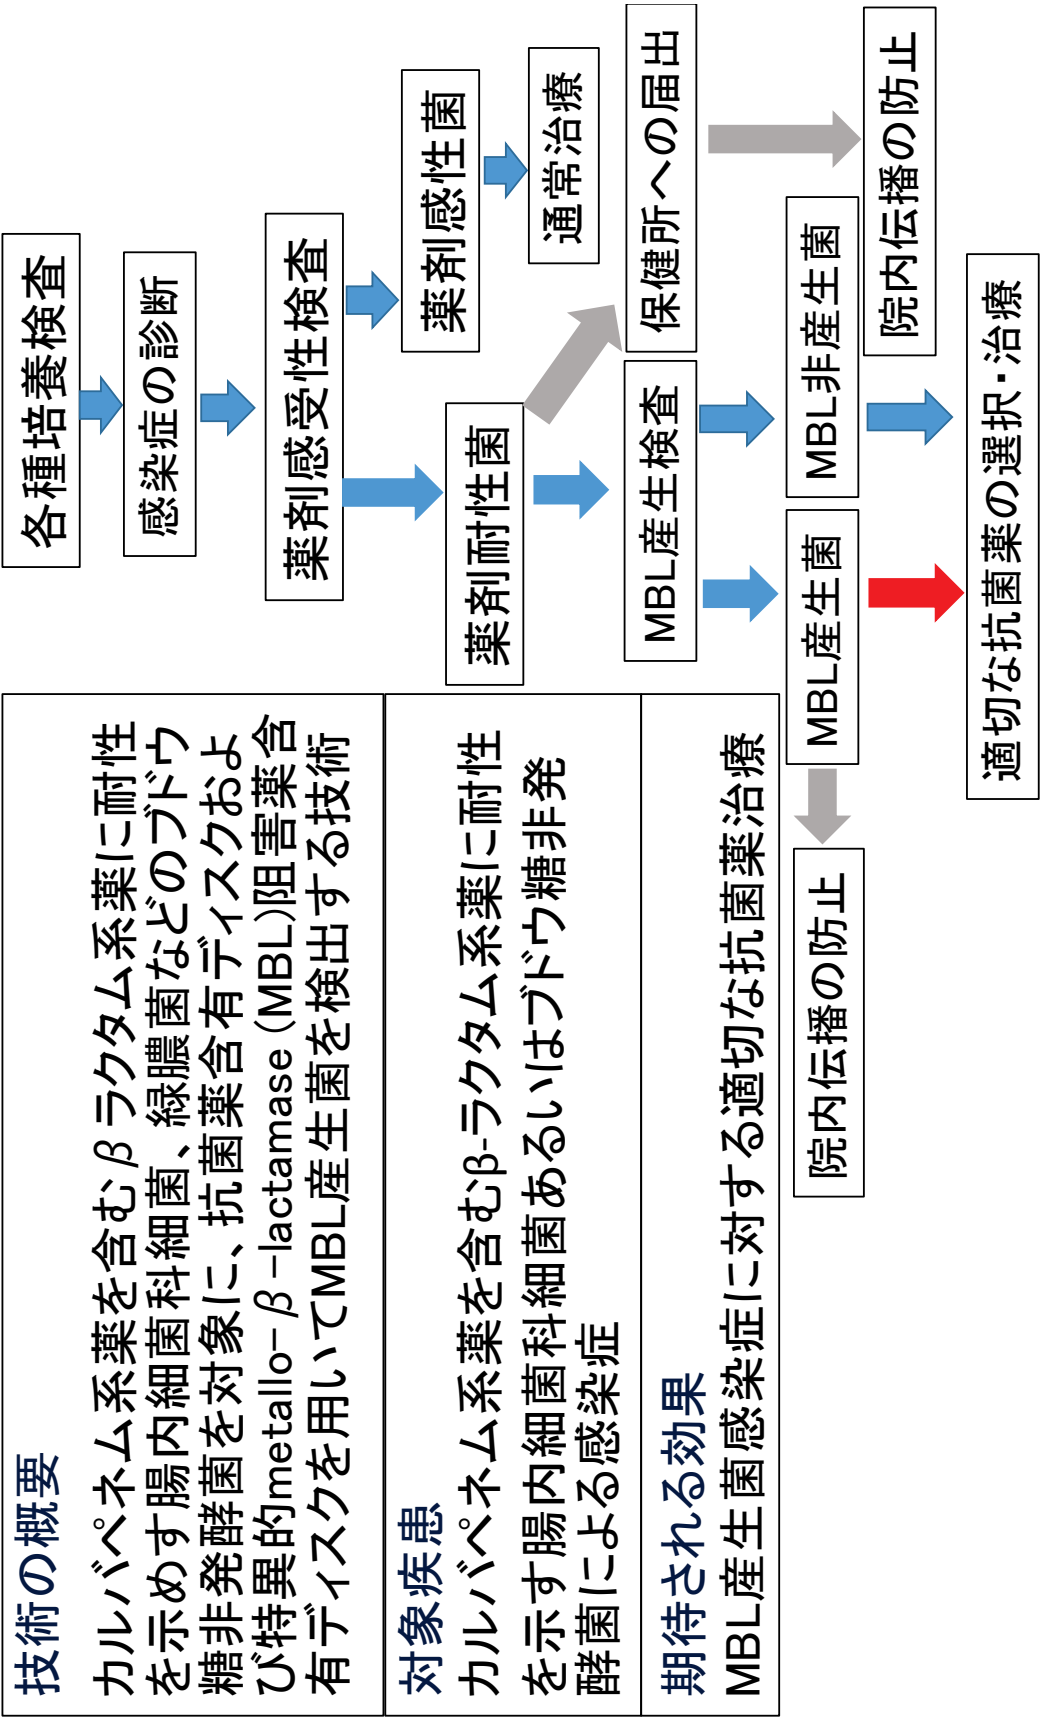 技術の概要
カルバペネム系薬を含むβラクタム系薬に耐性
を示めす腸内細菌科細菌、緑膿菌などのブドウ
糖非発酵菌を対象に、抗菌薬含有ディスクおよ
び特異的metallo-β-lactamase (MBL)阻害薬含
有ディスクを用いてMBL産生菌を検出する技術
対象疾患
カルバペネム系薬を含むβ-ラクタム系薬に耐性
を示す腸内細菌科細菌あるいはブドウ糖非発
酵菌による感染症
期待される効果
MBL産生菌感染症に対する適切な抗菌薬治療
各種培養検査
感染症の診断
薬剤感受性検査
薬剤耐性菌
薬剤感性菌
通常治療
MBL産生検査
保健所への届出
MBL産生菌
MBL非産生菌
院内伝播の防止
院内伝播の防止
適切な抗菌薬の選択・治療